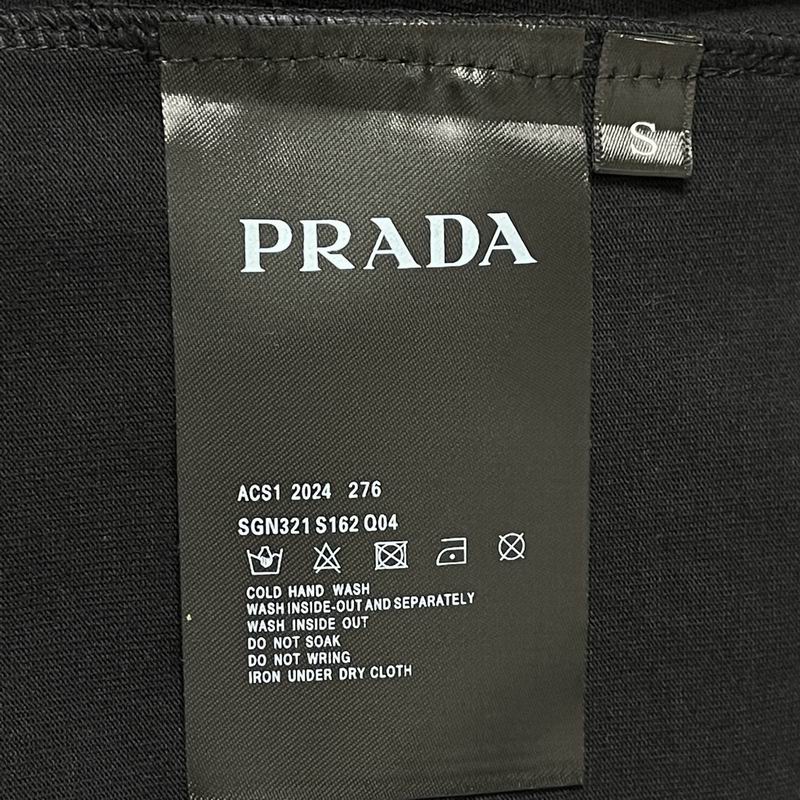 S
PRADA
ACS1 2024 276
SGN321 S162 Q04
COLD HAND WASH
WASH INSIDE-OUT AND SEPARATELY
WASH INSIDE OUT
DO NOT SOAK
DO NOT WRING
IRON UNDER DRY CLOTH